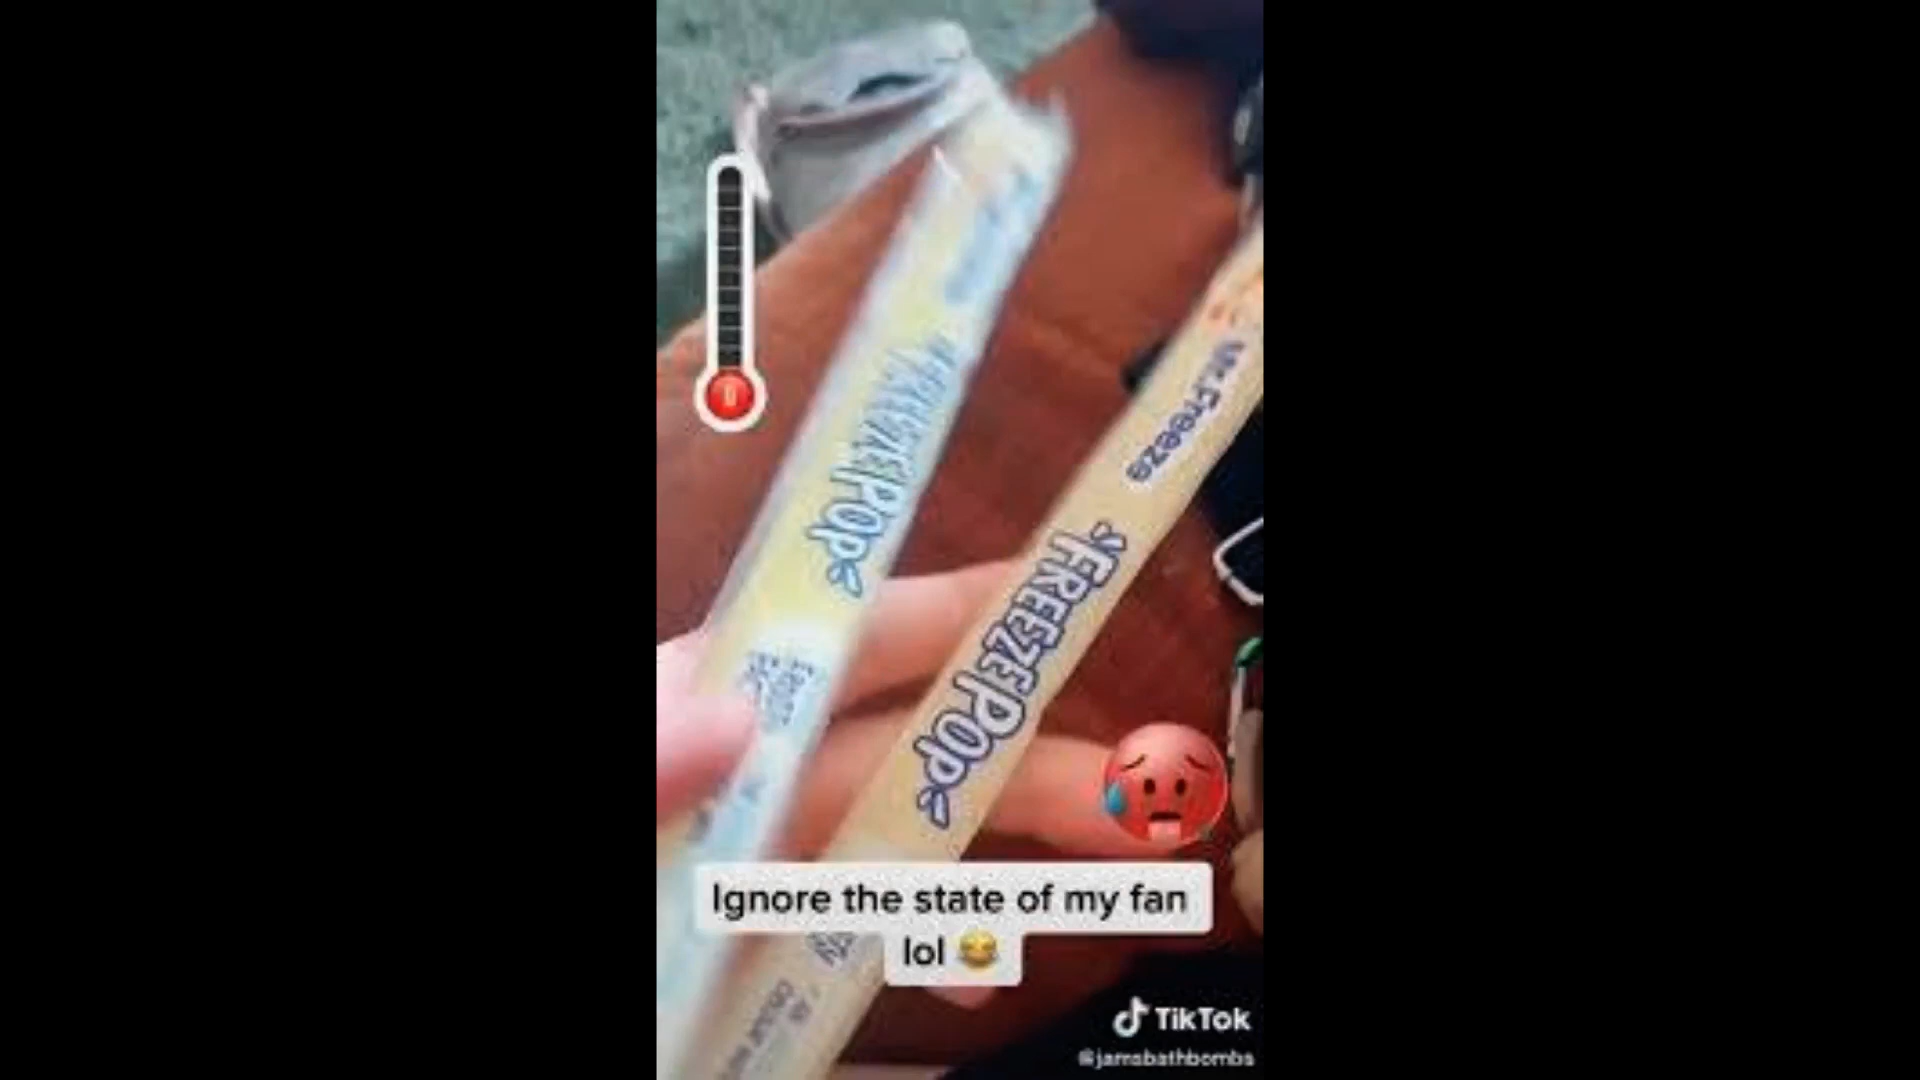 FREEZEPOP
Mr.Freeze
FREEZEPOP
Ignore the state of my fan
lol
TikTok
@jamsbathbombs